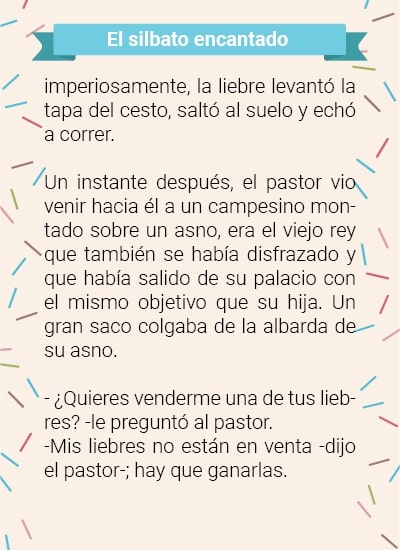 El silbato encantado
imperiosamente, la liebre levantó la
tapa del cesto, saltó al suelo y echó
a correr.
Un instante después, el pastor vio
venir hacia él a un campesino mon-
tado sobre un asno, era el viejo rey
que también se había disfrazado y
que había salido de su palacio con
el mismo objetivo que su hija. Un
gran saco colgaba de la albarda de
su asno.
- ¿Quieres venderme una de tus lieb-
res? -le preguntó al pastor.
-Mis liebres no están en venta -dijo
el pastor-; hay que ganarlas.